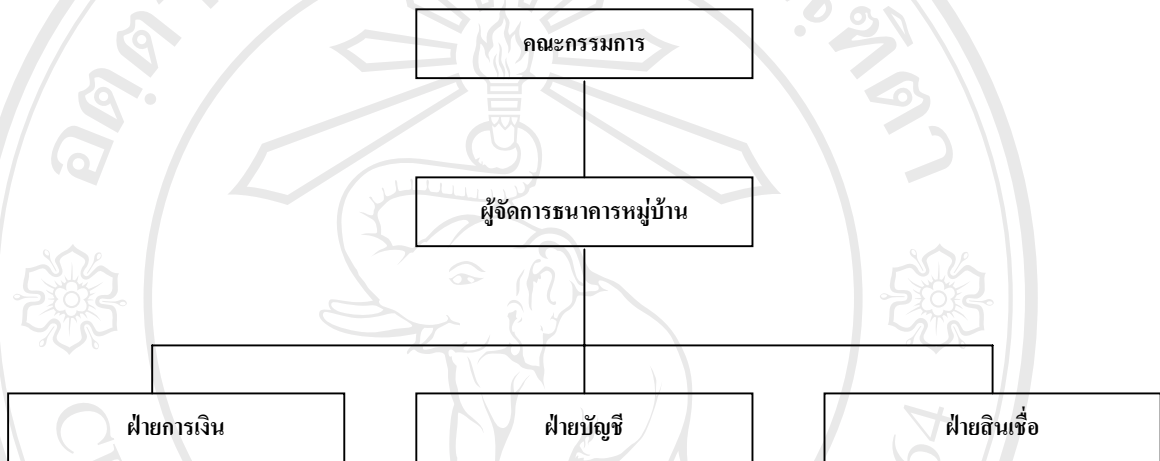 คณะกรรมการ
ผู้จัดการธนาคารหมู่บ้าน
ฝ่ายการเงิน
ฝ่ายบัญชี
ฝ่ายสินเชื่อ